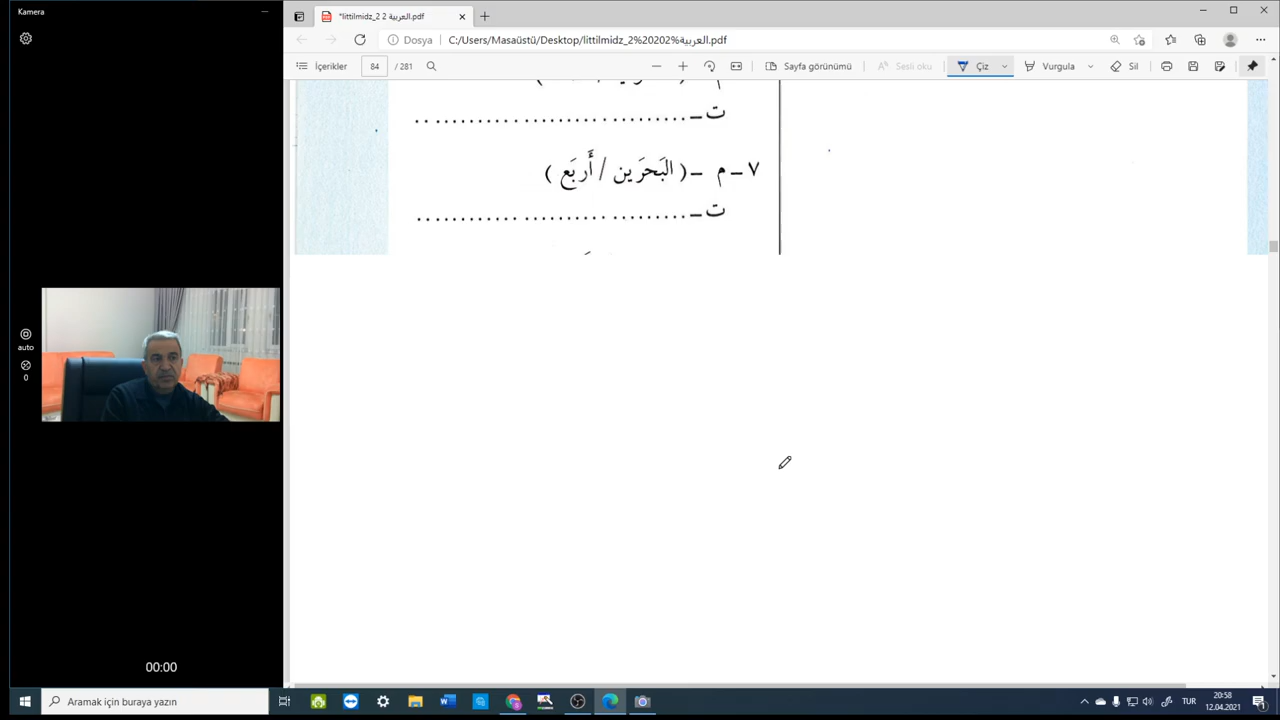 Kamera
*littilmidz_2 2 العربية.pdf
Dosya C:/Users/Masaüstü/Desktop/littilmidz_2%20202%العربية.pdf
İçerikler 84 / 281 Sayfa görünümü Sesli oku Çiz Vurgula Sil
ت ـ ..............................
٧ ـ م ـ ( البَحرَين / أَربَع )
ت ـ ..............................
auto
0
00:00
Aramak için buraya yazın
TUR
20:58
12.04.2021
1